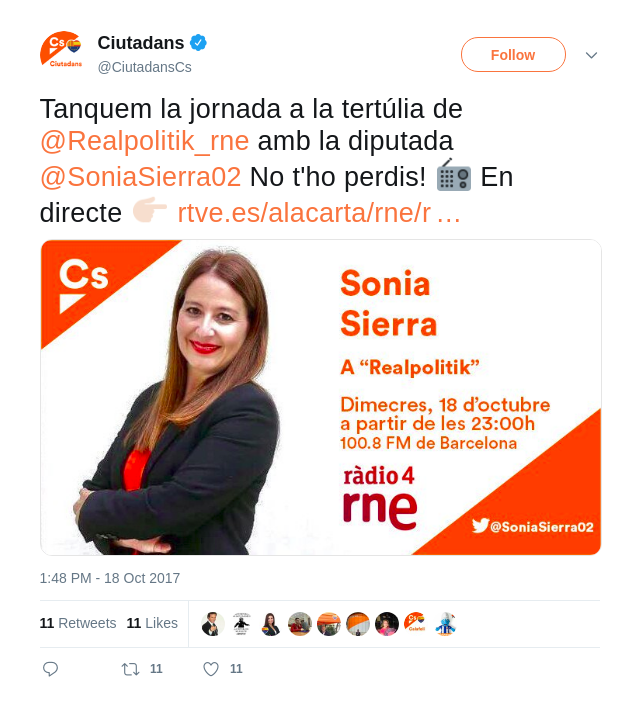 Cs
Ciutadans
Ciutadans
@CiutadansCs
Follow
Tanquem la jornada a la tertúlia de
@Realpolitik_rne amb la diputada
@SoniaSierra02 No t'ho perdis! 📻 En
directe 👉🏻 rtve.es/alacarta/rne/r…
Cs
Sonia
Sierra
A “Realpolitik”
Dimecres, 18 d’octubre
a partir de les 23:00h
100.8 FM de Barcelona
ràdio 4
rne
@SoniaSierra02
1:48 PM - 18 Oct 2017
11 Retweets 11 Likes
11 11